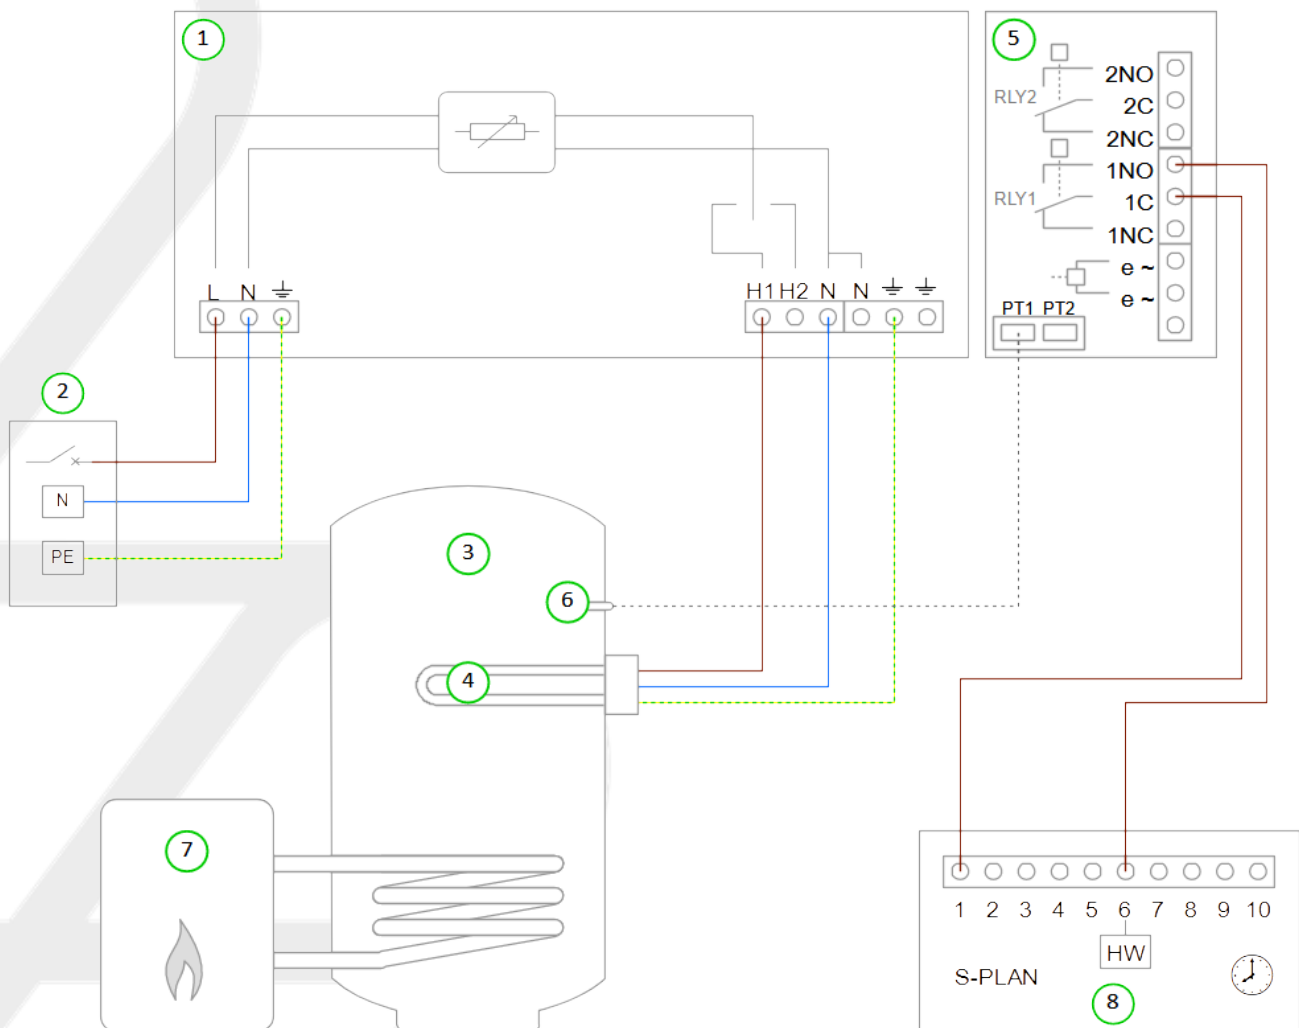 1
5
2NO
RLY2
2C
2NC
1NO
RLY1
1C
1NC
e ~
e ~
PT1 PT2
L N
H1 H2 N N
2
N
PE
3
6
4
7
1 2 3 4 5 6 7 8 9 10
HW
S-PLAN
8